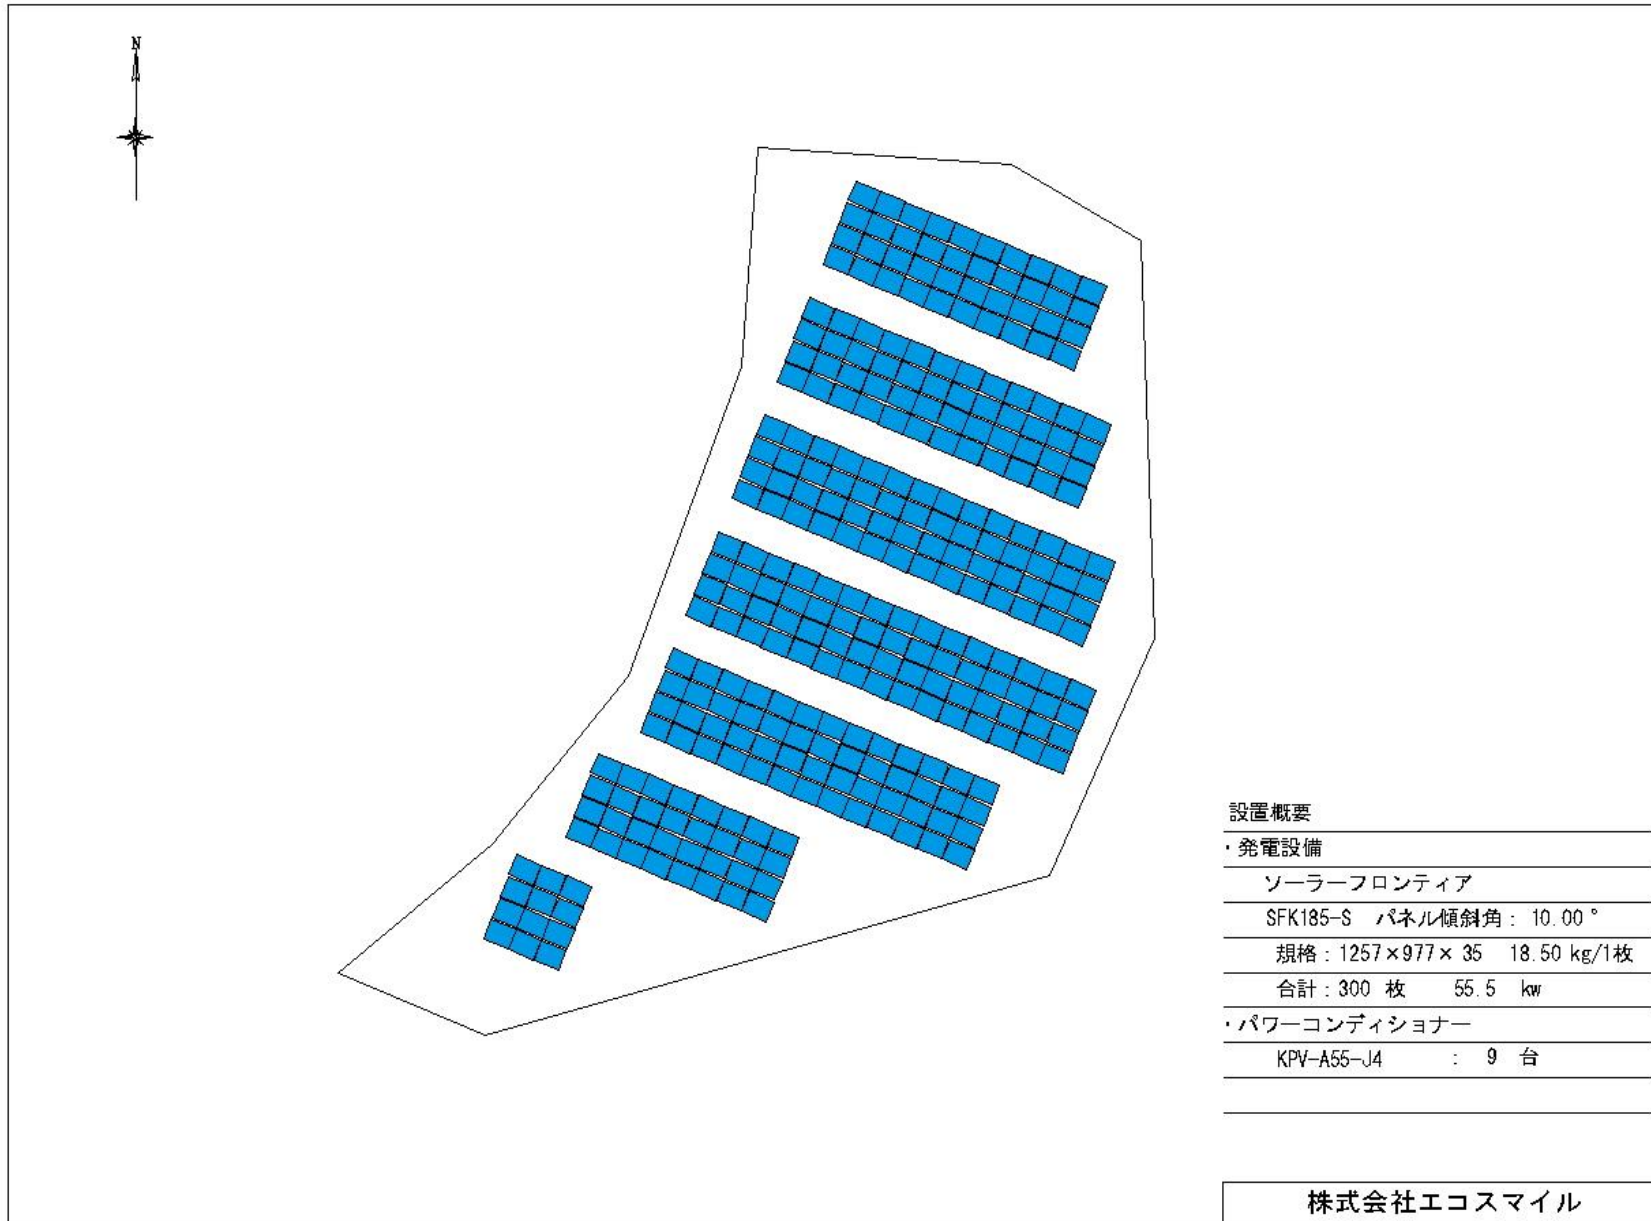 N
設置概要
・発電設備
ソーラーフロンティア
SFK185-S パネル傾斜角 : 10.00 °
規格 : 1257×977× 35 18.50 kg/1枚
合計 : 300 枚 55.5 kw
・パワーコンディショナー
KPV-A55-J4 : 9 台
株式会社エコスマイル